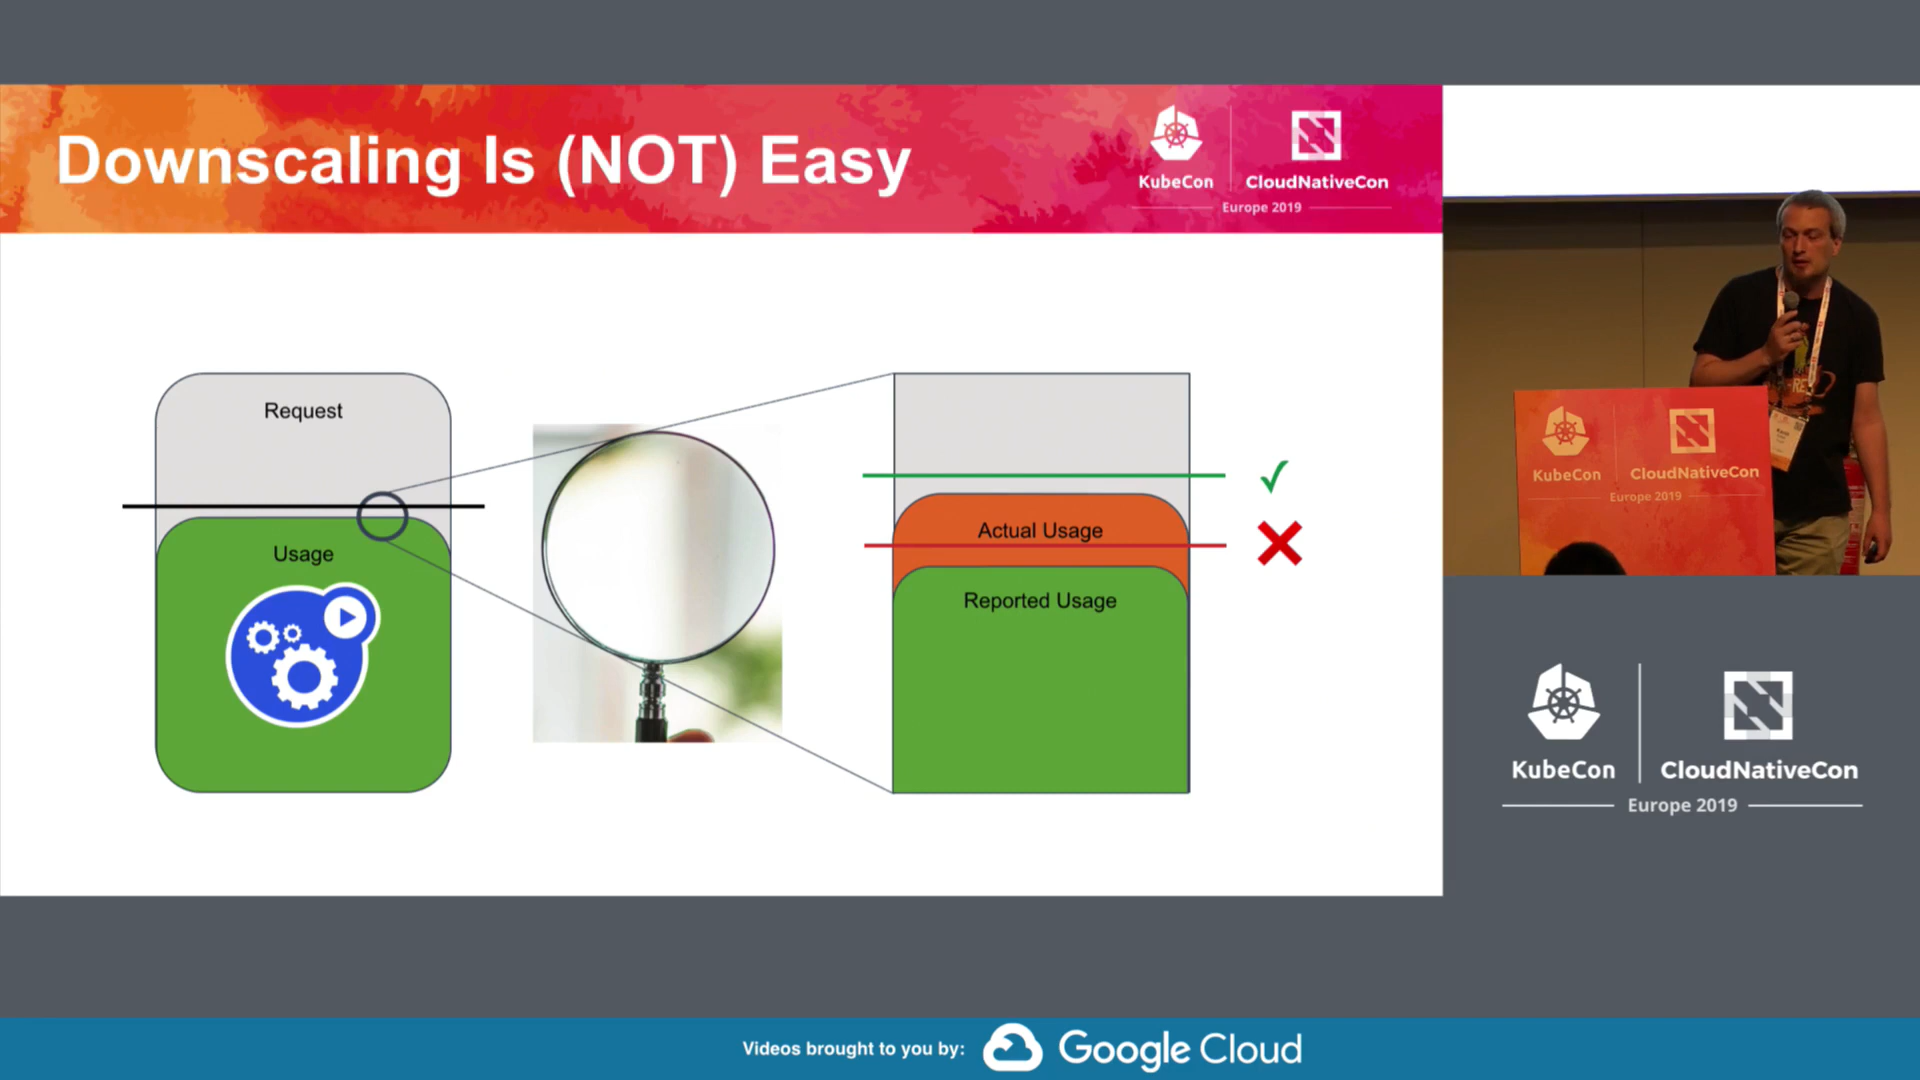 Downscaling Is (NOT) Easy
KubeCon
CloudNativeCon
Europe 2019
Request
Usage
Actual Usage
Reported Usage
KubeCon
CloudNativeCon
Europe 2019
KubeCon
CloudNativeCon
Europe 2019
Videos brought to you by:
Google Cloud